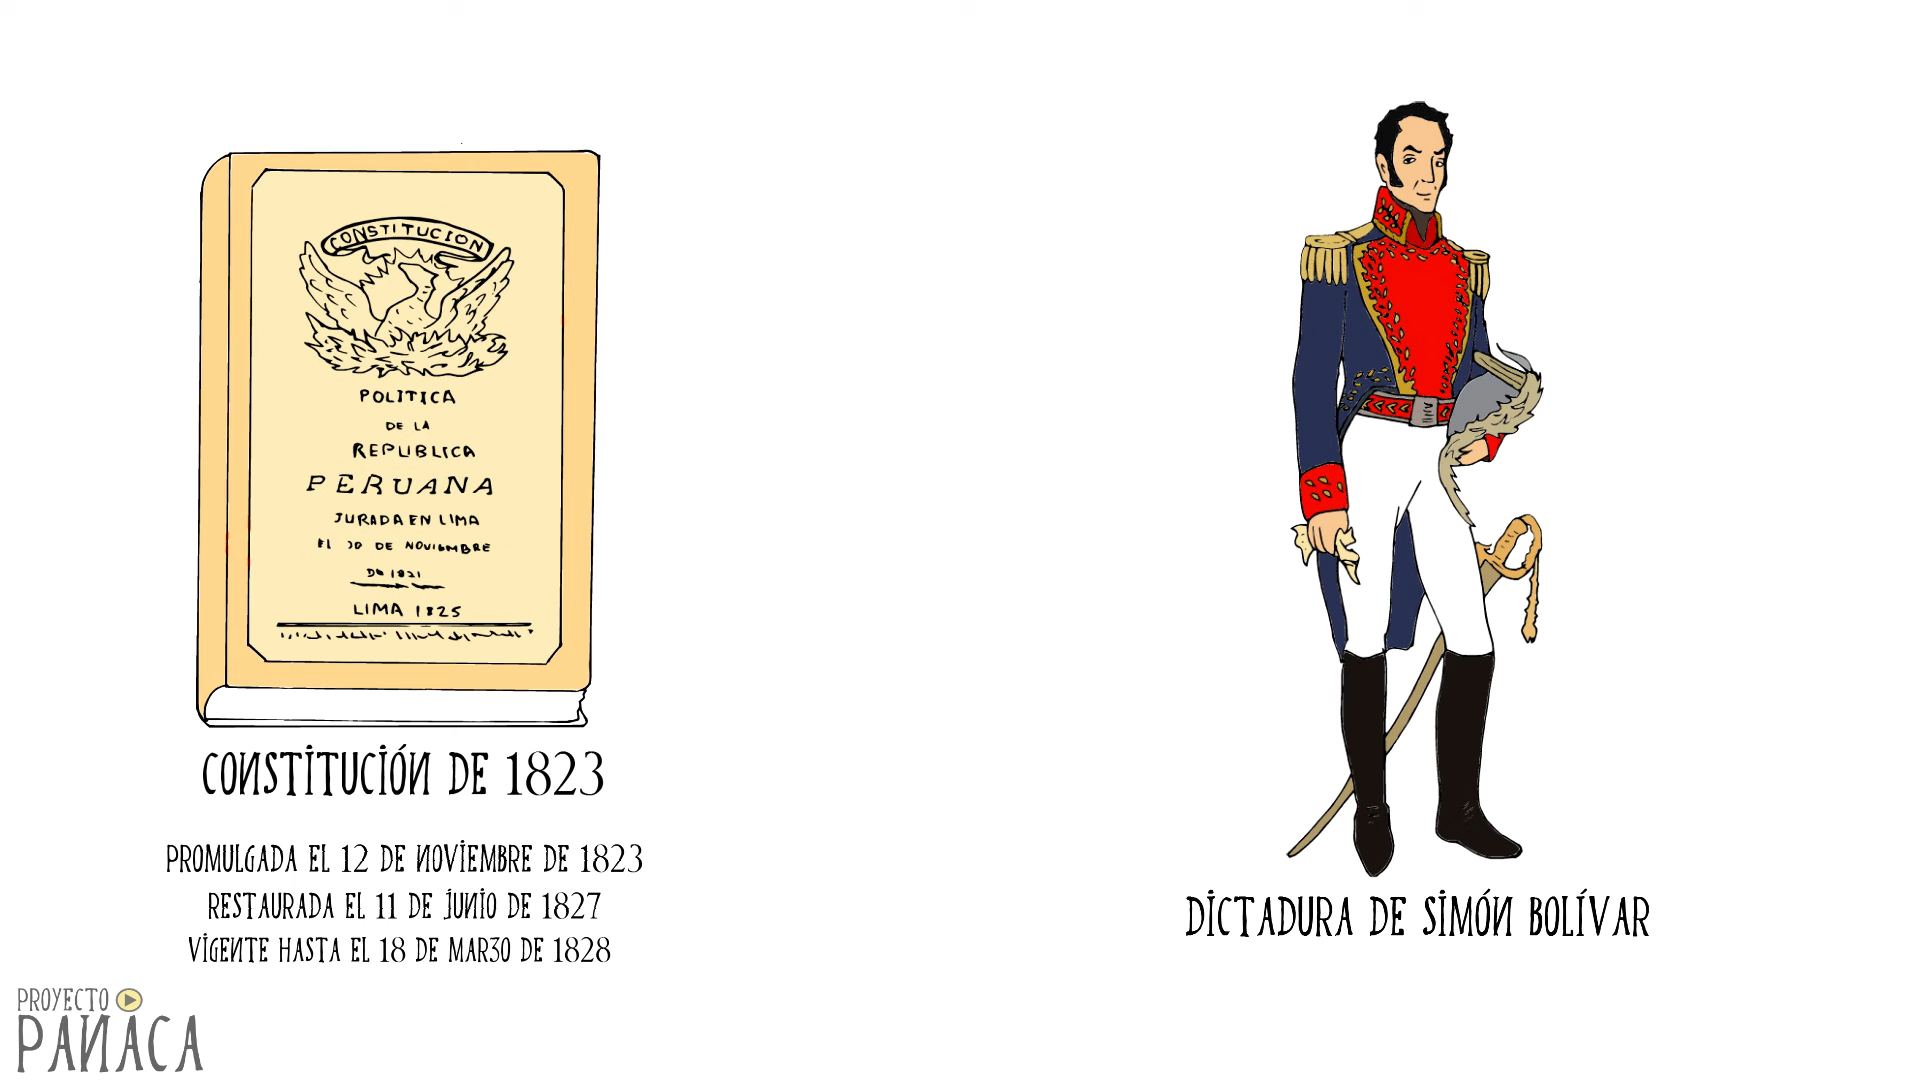 CONSTITUCION
POLITICA
DE LA
REPUBLICA
PERUANA
JURADA EN LIMA
EL DE NOVIEMBRE
DE 1821
LIMA 1825
CONSTITUCIÓN DE 1823
PROMULGADA EL 12 DE NOVIEMBRE DE 1823
RESTAURADA EL 11 DE JUNIO DE 1827
VIGENTE HASTA EL 18 DE MARZO DE 1828
DICTADURA DE SIMÓN BOLÍVAR
PROYECTO
PANACA